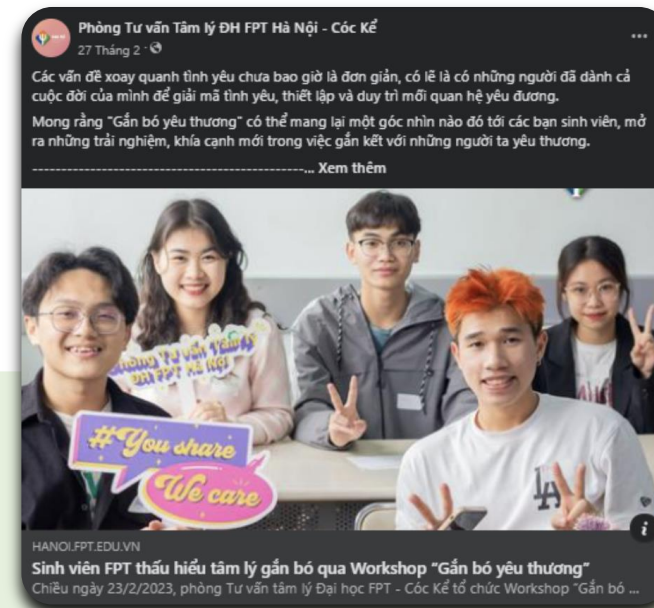 Phòng Tư vấn Tâm lý ĐH FPT Hà Nội - Cóc Kể
27 Tháng 2 ·
Các vấn đề xoay quanh tình yêu chưa bao giờ là đơn giản, có lẽ là có những người đã dành cả
cuộc đời của mình để giải mã tình yêu, thiết lập và duy trì mối quan hệ yêu đương.
Mong rằng "Gắn bó yêu thương" có thể mang lại một góc nhìn nào đó tới các bạn sinh viên, mở
ra những trải nghiệm, khía cạnh mới trong việc gắn kết với những người ta yêu thương.
------------------------------------------------... Xem thêm
Phòng Tư vấn Tâm lý
ĐH FPT Hà Nội
#You share
We care
LA
HANOI.FPT.EDU.VN
Sinh viên FPT thấu hiểu tâm lý gắn bó qua Workshop "Gắn bó yêu thương"
Chiều ngày 23/2/2023, phòng Tư vấn tâm lý Đại học FPT - Cóc Kể tổ chức Workshop "Gắn bó ...